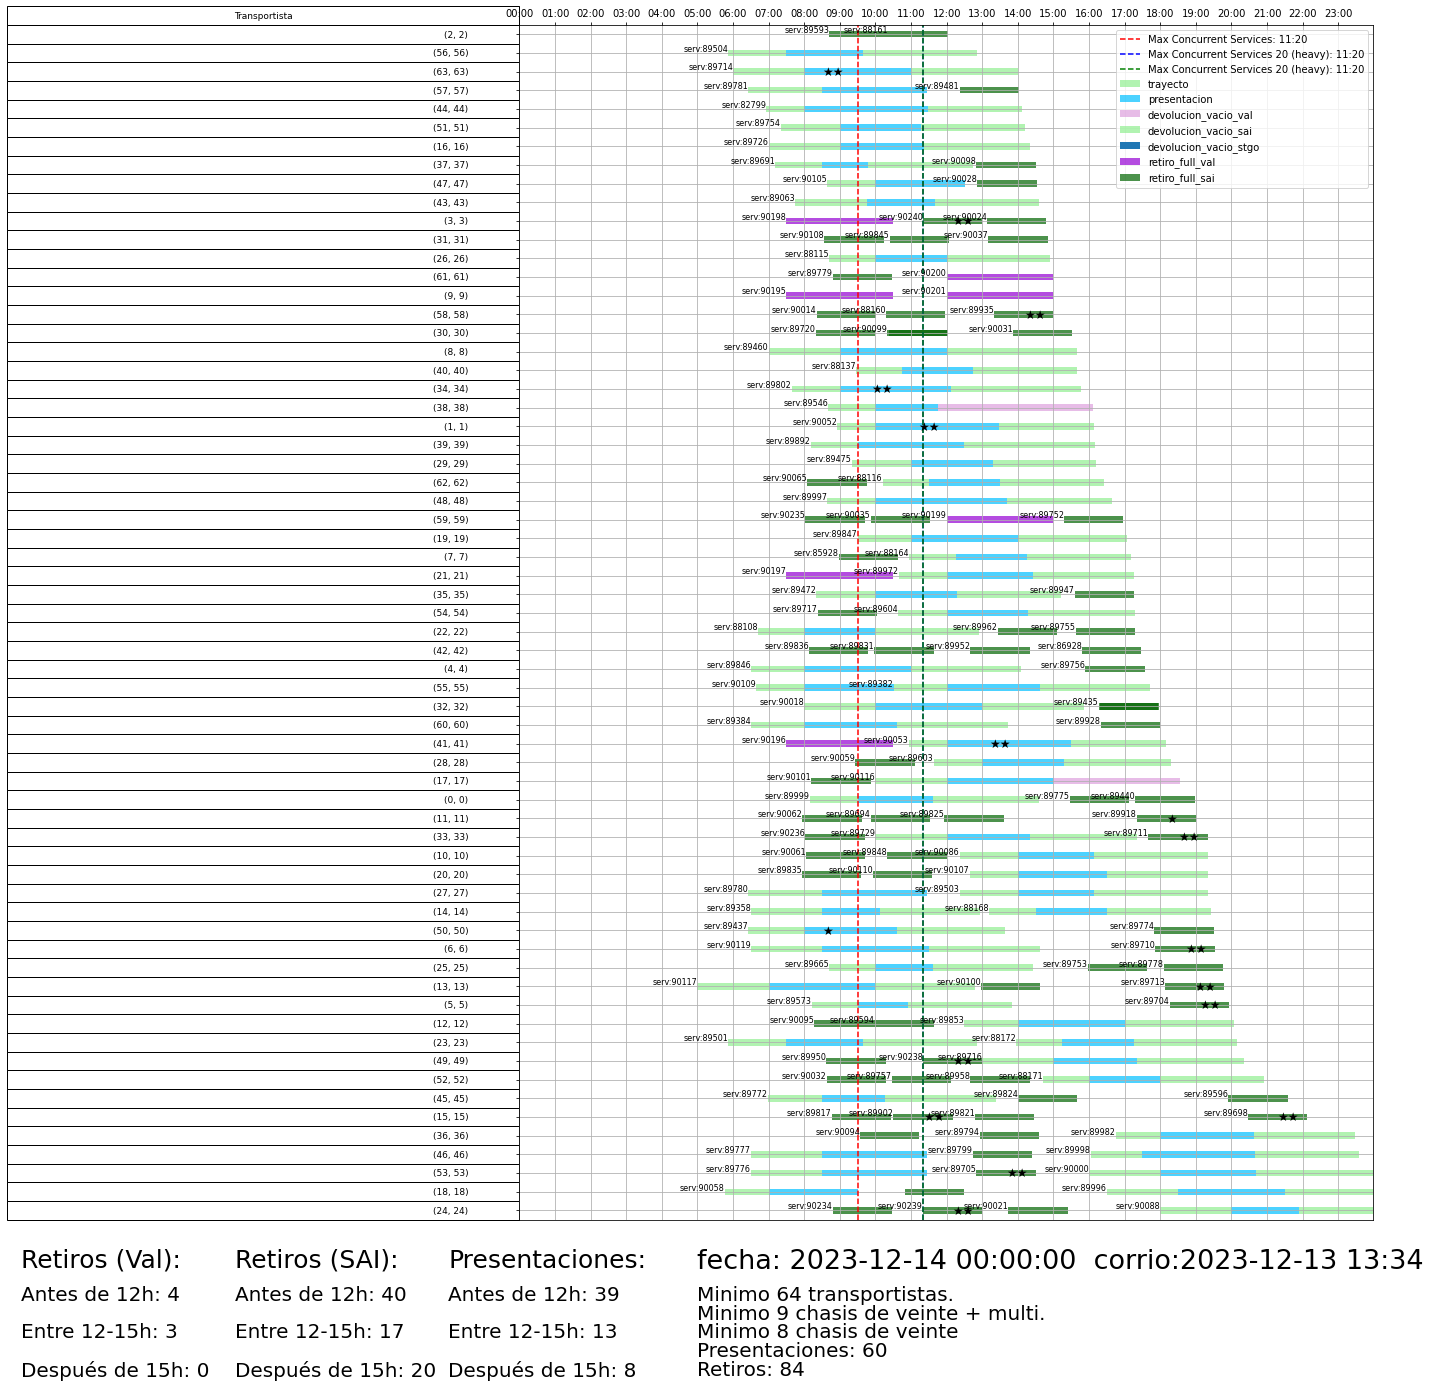 Transportista
00:00 01:00 02:00 03:00 04:00 05:00 06:00 07:00 08:00 09:00 10:00 11:00 12:00 13:00 14:00 15:00 16:00 17:00 18:00 19:00 20:00 21:00 22:00 23:00
Max Concurrent Services: 11:20
Max Concurrent Services 20 (heavy): 11:20
Max Concurrent Services 20 (heavy): 11:20
trayecto
presentacion
devolucion_vacio_val
devolucion_vacio_sai
devolucion_vacio_stgo
retiro_full_val
retiro_full_sai
(2, 2) serv:89593 serv:88161
(56, 56) serv:89504
(63, 63) serv:89714
(57, 57) serv:89781 serv:89481
(44, 44) serv:82799
(51, 51) serv:89754
(16, 16) serv:89726
(37, 37) serv:89691 serv:90098
(47, 47) serv:90105 serv:90028
(43, 43) serv:89063
(3, 3) serv:90198 serv:90240 serv:90024
(31, 31) serv:90108 serv:89845 serv:90037
(26, 26) serv:88115
(61, 61) serv:89779 serv:90200
(9, 9) serv:90195 serv:90201
(58, 58) serv:90014 serv:88160 serv:89935
(30, 30) serv:89720 serv:90099 serv:90031
(8, 8) serv:89460
(40, 40) serv:88137
(34, 34) serv:89802
(38, 38) serv:89546
(1, 1) serv:90052
(39, 39) serv:89892
(29, 29) serv:89475
(62, 62) serv:90065 serv:88116
(48, 48) serv:89997
(59, 59) serv:90235 serv:90035 serv:90199 serv:89752
(19, 19) serv:89847
(7, 7) serv:85928 serv:88164
(21, 21) serv:90197 serv:89972
(35, 35) serv:89472 serv:89947
(54, 54) serv:89717 serv:89604
(22, 22) serv:88108 serv:89962 serv:89755
(42, 42) serv:89836 serv:89831 serv:89952 serv:86928
(4, 4) serv:89846 serv:89756
(55, 55) serv:90109 serv:89382
(32, 32) serv:90018 serv:89435
(60, 60) serv:89384 serv:89928
(41, 41) serv:90196 serv:90053
(28, 28) serv:90059 serv:89603
(17, 17) serv:90101 serv:90116
(0, 0) serv:89999 serv:89775 serv:89440
(11, 11) serv:90062 serv:89694 serv:89825 serv:89918
(33, 33) serv:90236 serv:89729 serv:89711
(10, 10) serv:90061 serv:89848 serv:90086
(20, 20) serv:89835 serv:90110 serv:90107
(27, 27) serv:89780 serv:89503
(14, 14) serv:89358 serv:88168
(50, 50) serv:89437 serv:89774
(6, 6) serv:90119 serv:89710
(25, 25) serv:89665 serv:89753 serv:89778
(13, 13) serv:90117 serv:90100 serv:89713
(5, 5) serv:89573 serv:89704
(12, 12) serv:90095 serv:89594 serv:89853
(23, 23) serv:89501 serv:88172
(49, 49) serv:89950 serv:90238 serv:89716
(52, 52) serv:90032 serv:89757 serv:89958 serv:88171
(45, 45) serv:89772 serv:89824 serv:89596
(15, 15) serv:89817 serv:89902 serv:89821 serv:89698
(36, 36) serv:90094 serv:89794 serv:89982
(46, 46) serv:89777 serv:89799 serv:89998
(53, 53) serv:89776 serv:89705 serv:90000
(18, 18) serv:90058 serv:89996
(24, 24) serv:90234 serv:90239 serv:90021 serv:90088
Retiros (Val):
Antes de 12h: 4
Entre 12-15h: 3
Después de 15h: 0
Retiros (SAI):
Antes de 12h: 40
Entre 12-15h: 17
Después de 15h: 20
Presentaciones:
Antes de 12h: 39
Entre 12-15h: 13
Después de 15h: 8
fecha: 2023-12-14 00:00:00 corrio:2023-12-13 13:34
Minimo 64 transportistas.
Minimo 9 chasis de veinte + multi.
Minimo 8 chasis de veinte
Presentaciones: 60
Retiros: 84